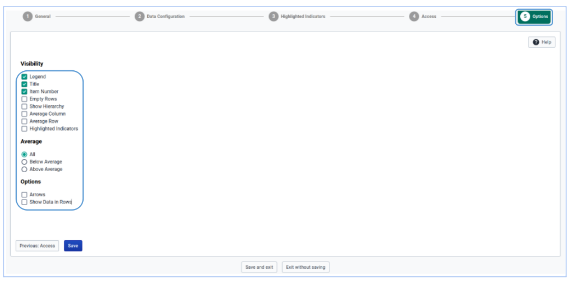 1 General
2 Data Configuration
3 Highlighted Indicators
4 Access
5 Options
Help
Visibility
Legend
Title
Item Number
Empty Rows
Show Hierarchy
Average Column
Average Row
Highlighted Indicators
Average
All
Below Average
Above Average
Options
Arrows
Show Data in Rows
Previous: Access
Save
Save and exit
Exit without saving